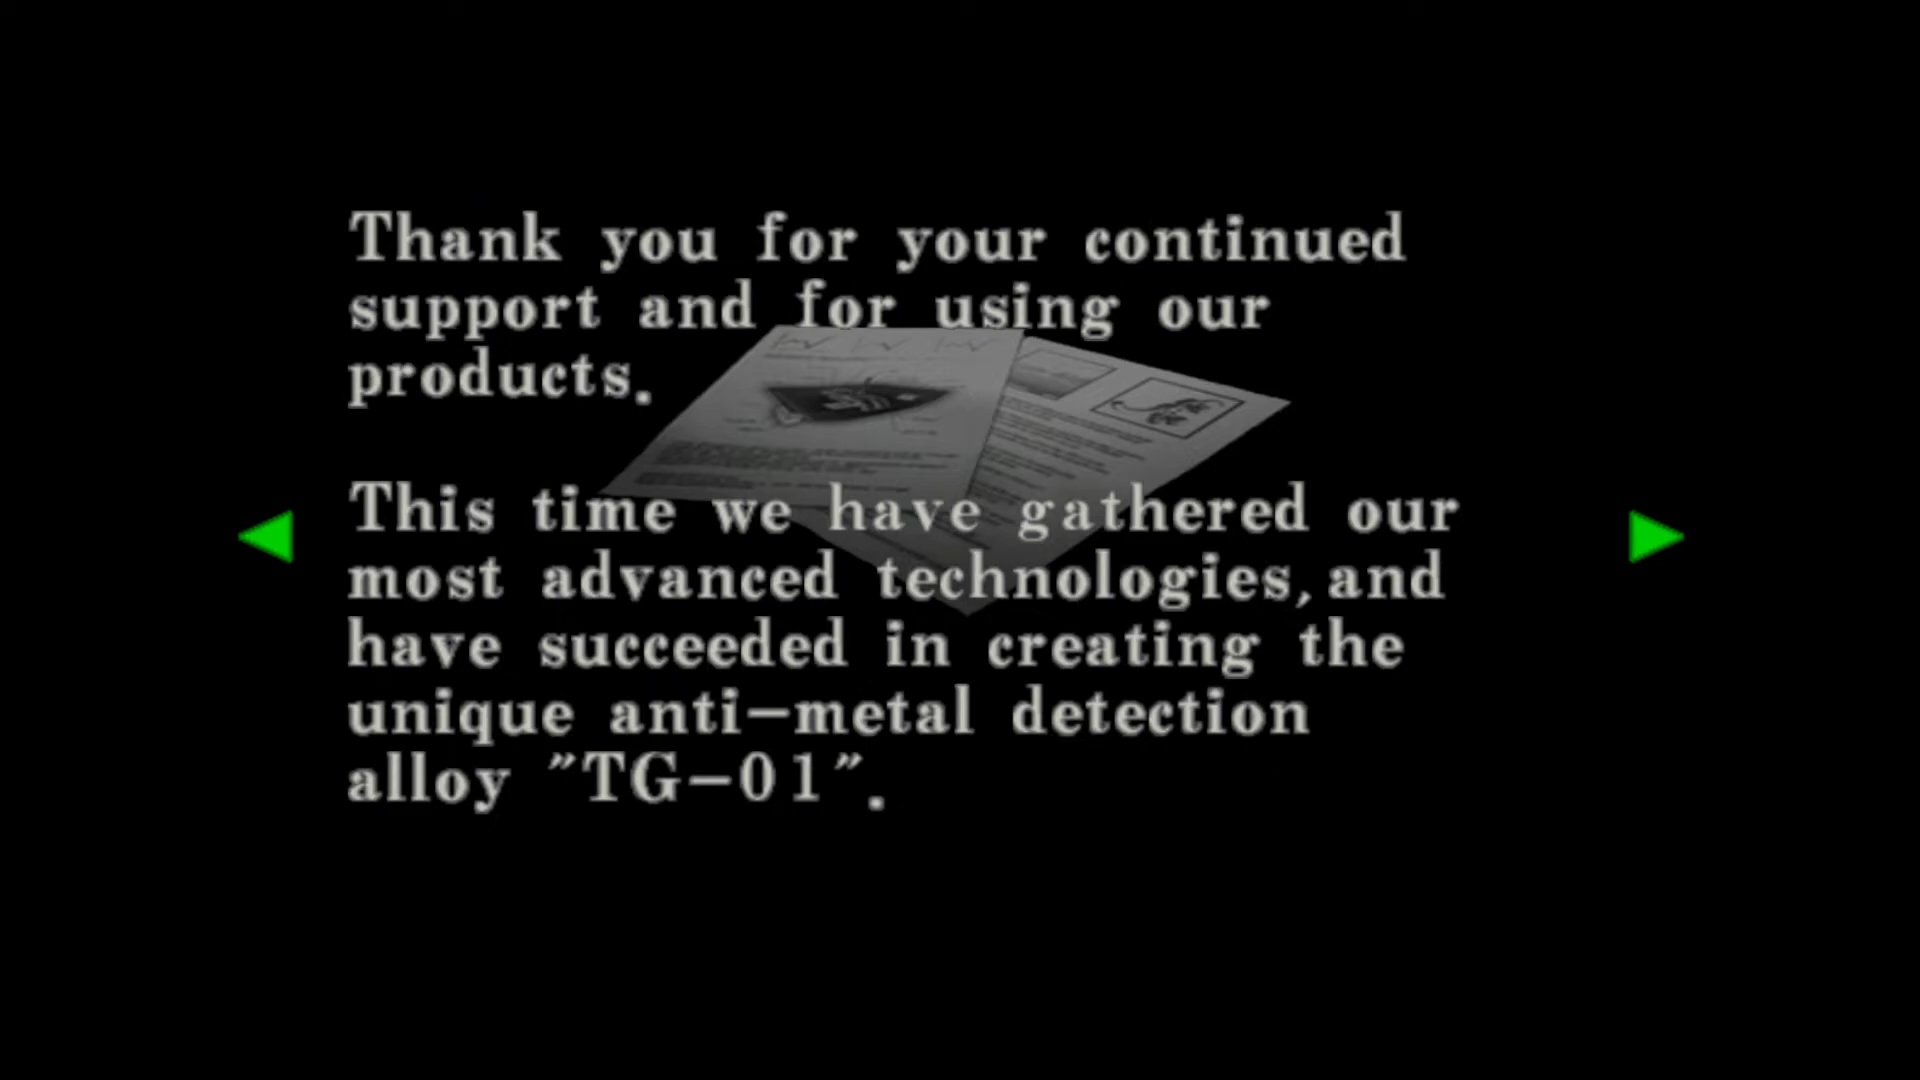 Thank you for your continued
support and for using our
products.
This time we have gathered our
most advanced technologies,and
have succeeded in creating the
unique anti-metal detection
alloy "TG-01".